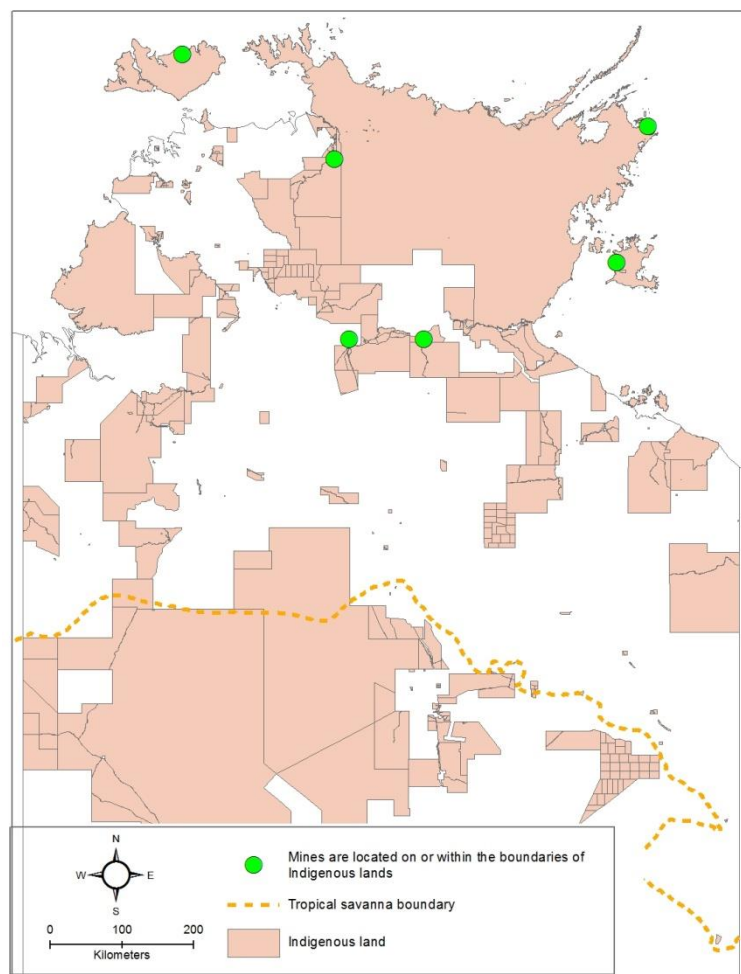 N
W E
S
0 100 200
Kilometers
Mines are located on or within the boundaries of
Indigenous lands
Tropical savanna boundary
Indigenous land